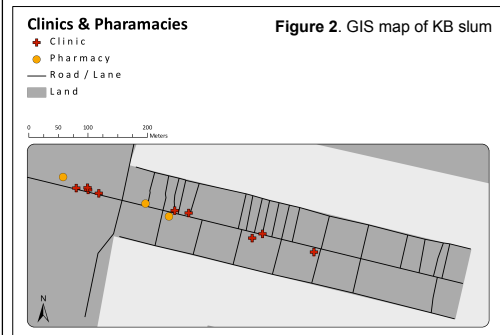 Clinics & Pharamacies
Figure 2. GIS map of KB slum
Clinic
Pharmacy
Road / Lane
Land
0 50 100 200
Meters
N